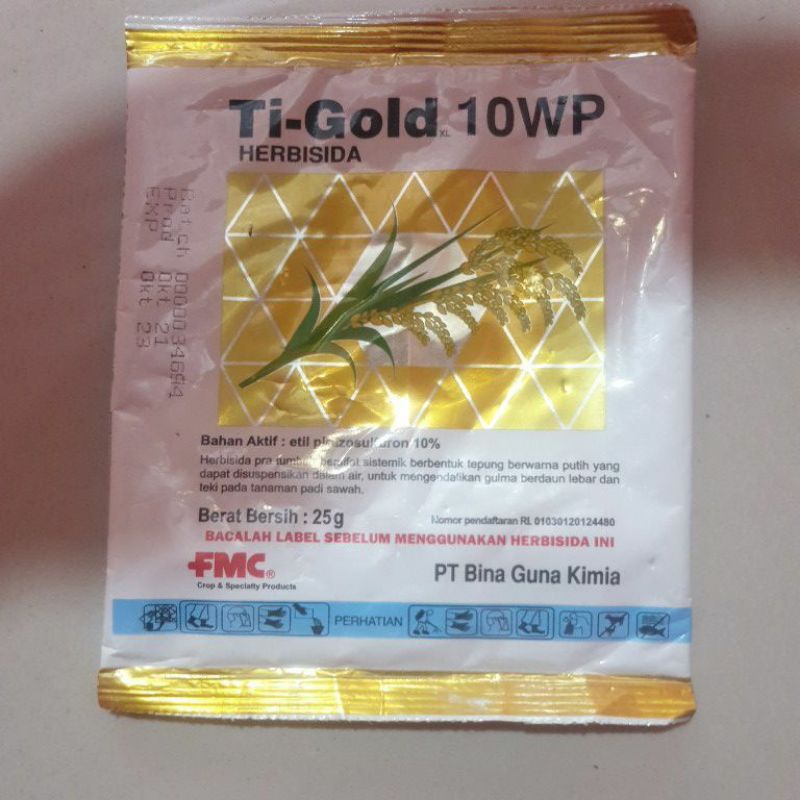 Ti-Gold XL 10WP
HERBISIDA
Batch 000003469A
Prod Okt 21
EXP Okt 23
Bahan Aktif : etil 10%
Herbisida pra bersifat sistemik berbentuk tepung berwarna putih yang
dapat disuspensikan dalam air, untuk mengendalikan gulma berdaun lebar dan
teki pada tanaman padi sawah.
Berat Bersih : 25g
Nomor pendaftaran RI. 01030120124480
BACALAH LABEL SEBELUM MENGGUNAKAN HERBISIDA INI
FMC®
Crop & Specialty Products
PT Bina Guna Kimia
PERHATIAN